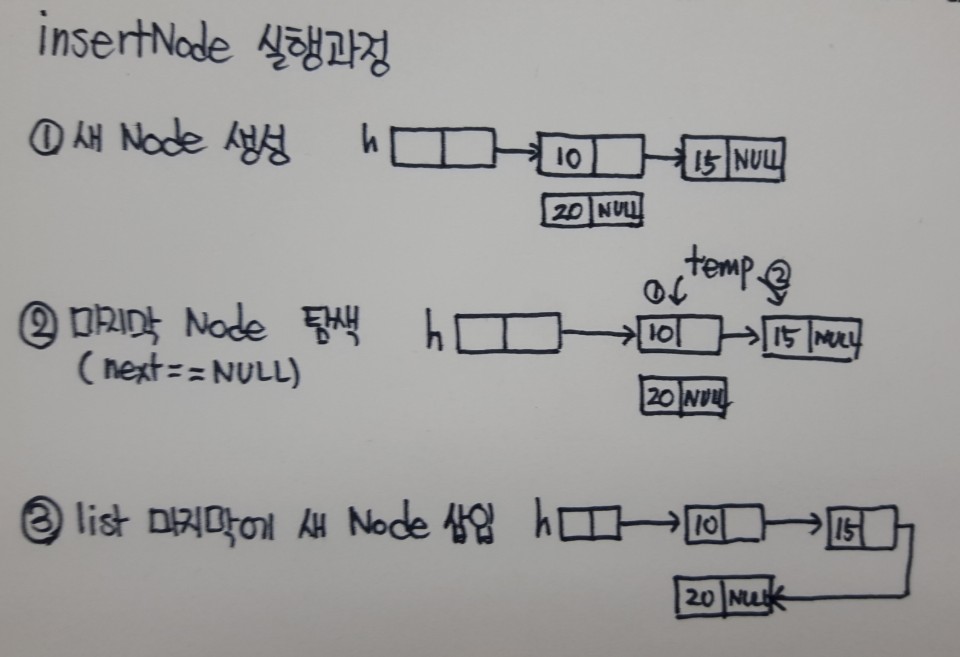 insertNode 실행과정
① 새 Node 생성 h 10 15 NULL
20 NULL
temp
① ②
② 마지막 Node 탐색 h 10 15 NULL
(next==NULL)
20 NULL
③ list 마지막에 새 Node 삽입 h 10 15
20 NULL